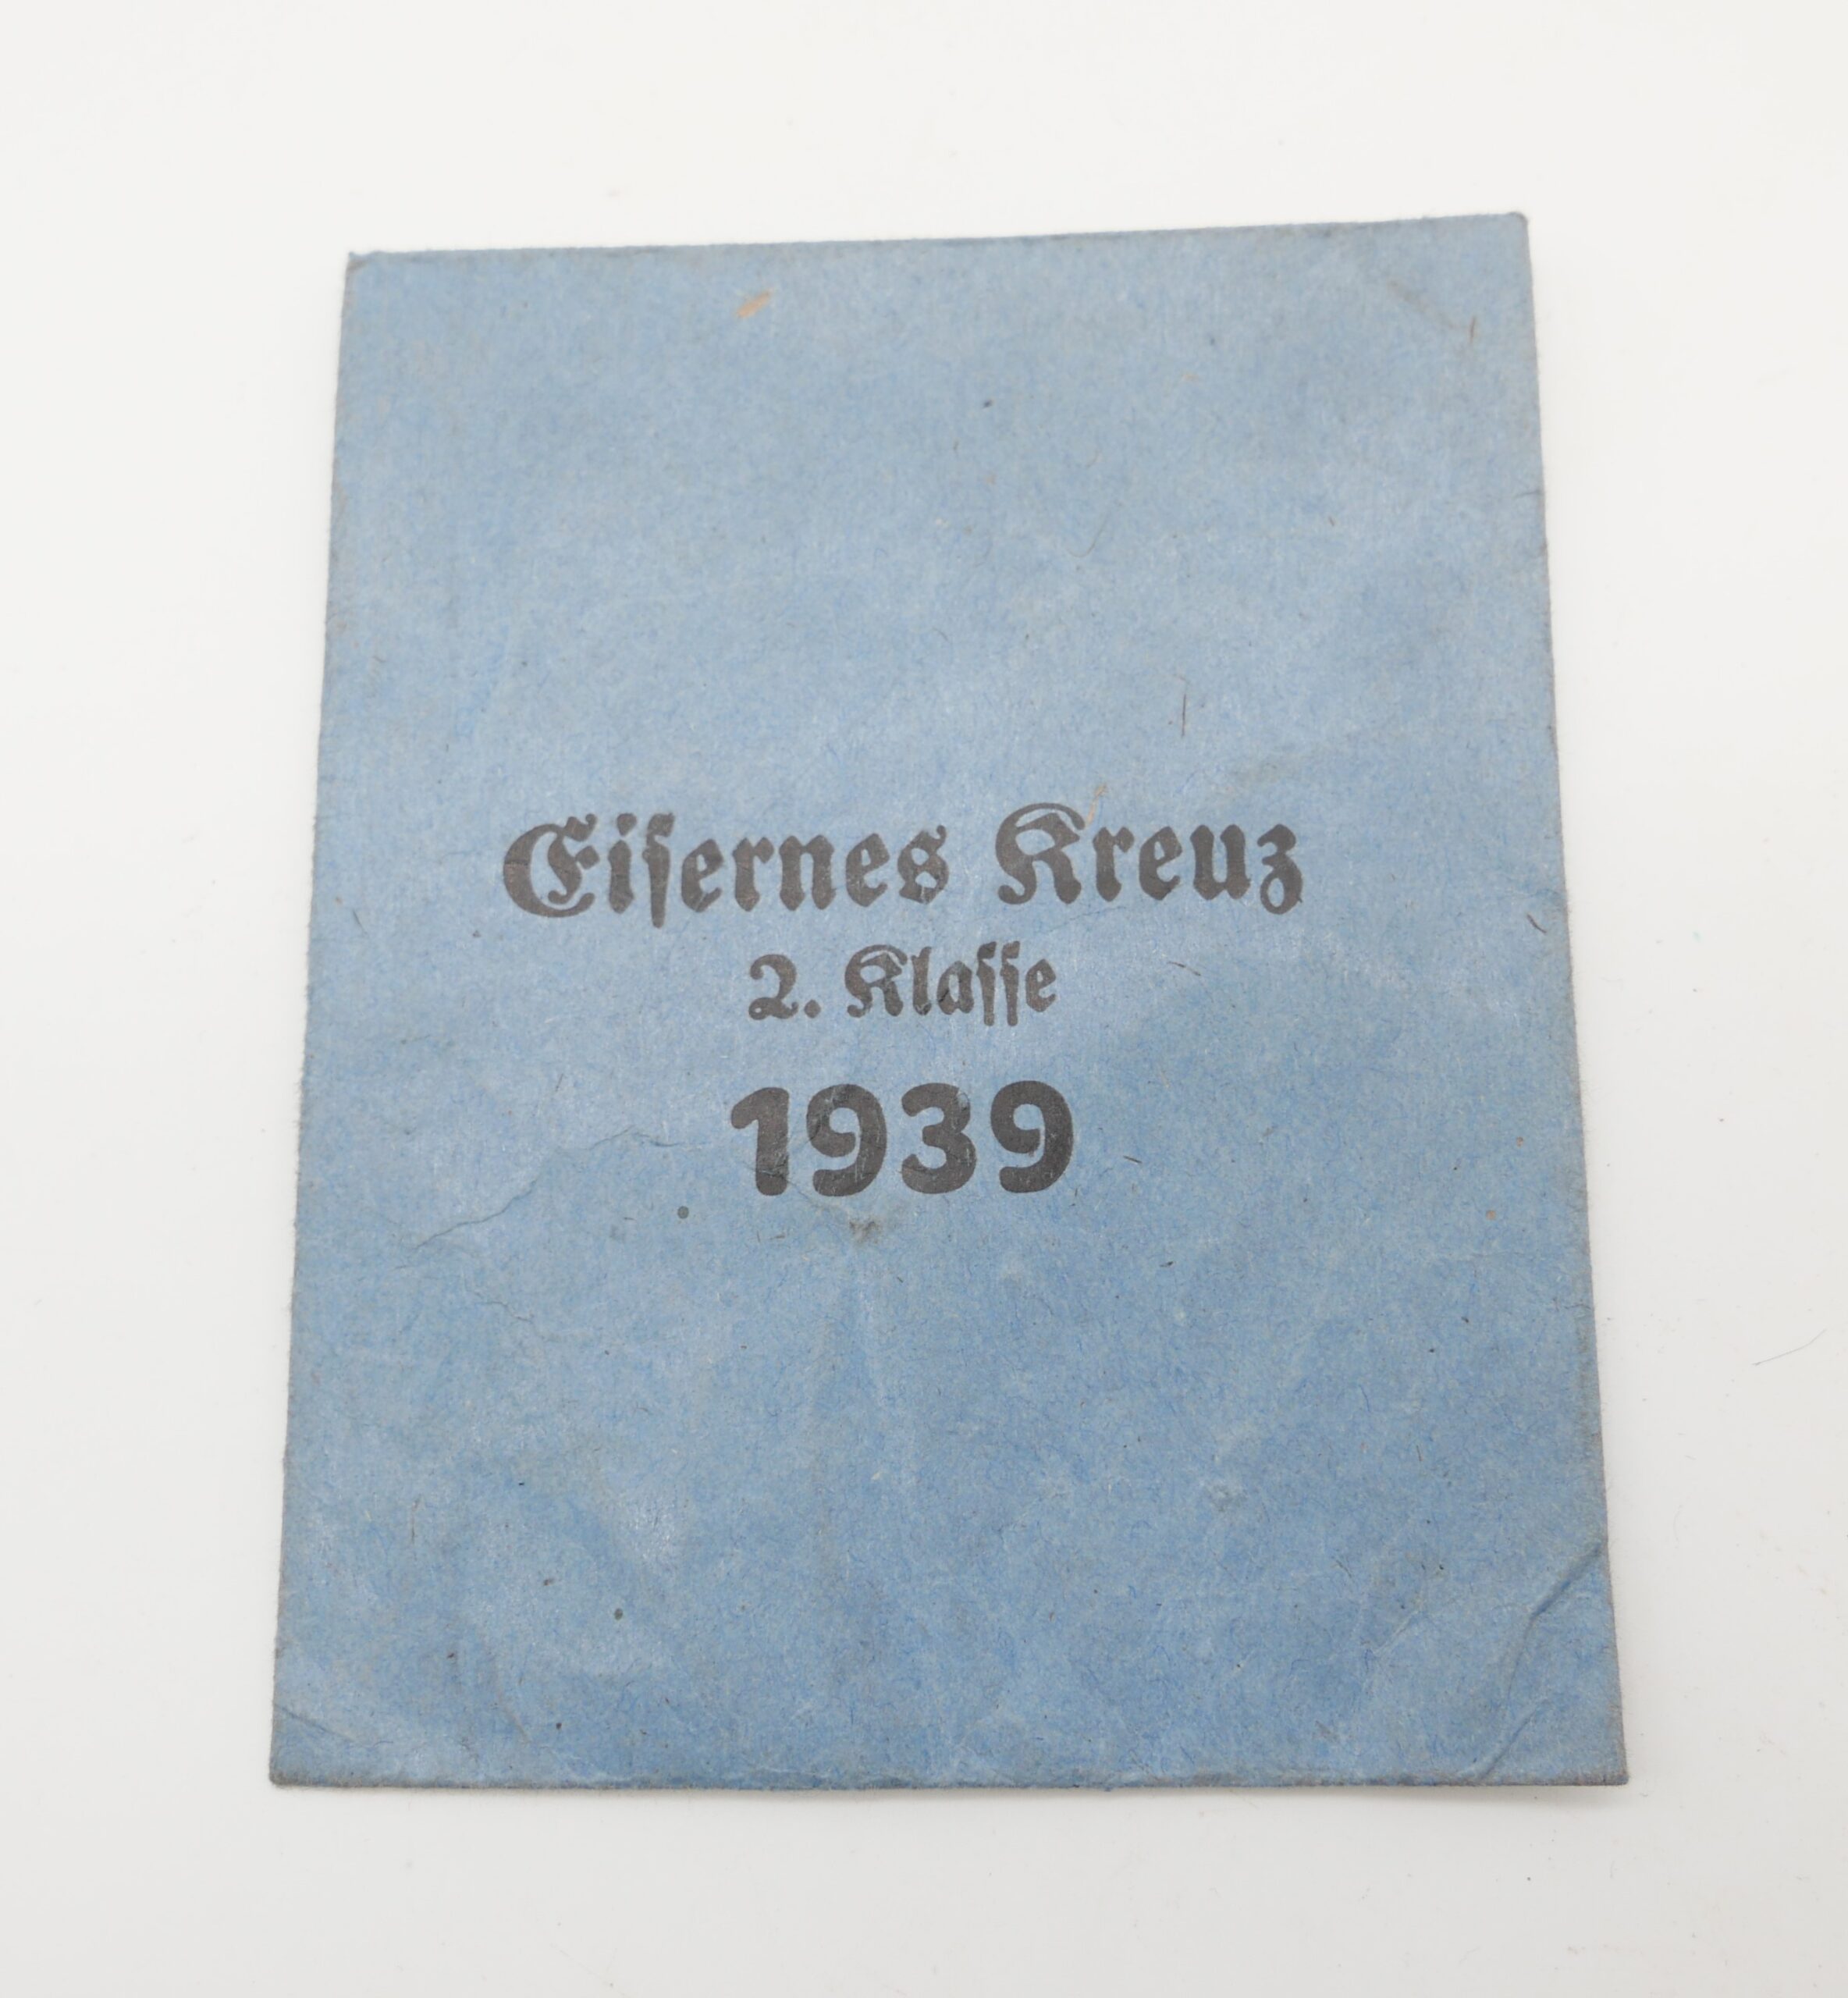 Eiſernes Kreuz
2. Klaſſe
1939